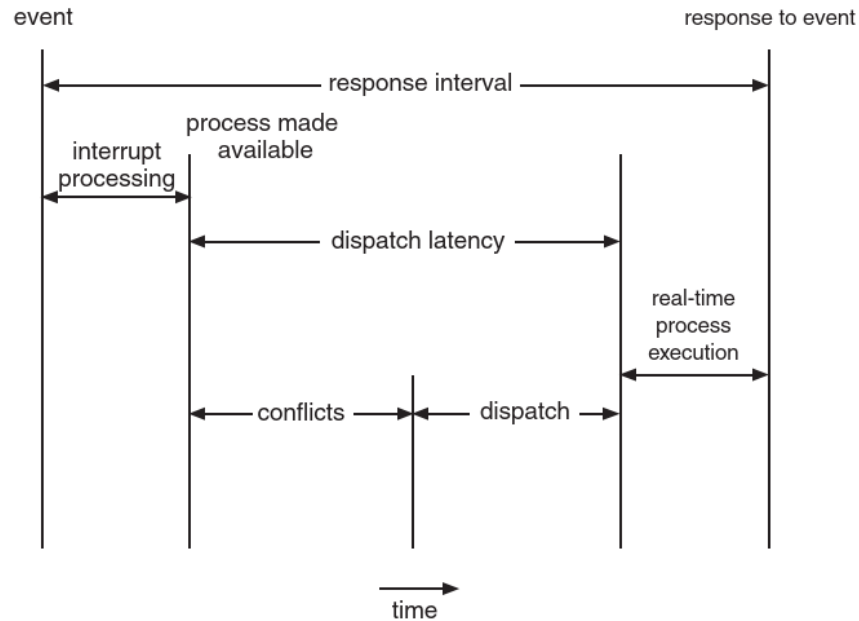 event
response to event
response interval
process made
available
interrupt
processing
dispatch latency
real-time
process
execution
conflicts
dispatch
time